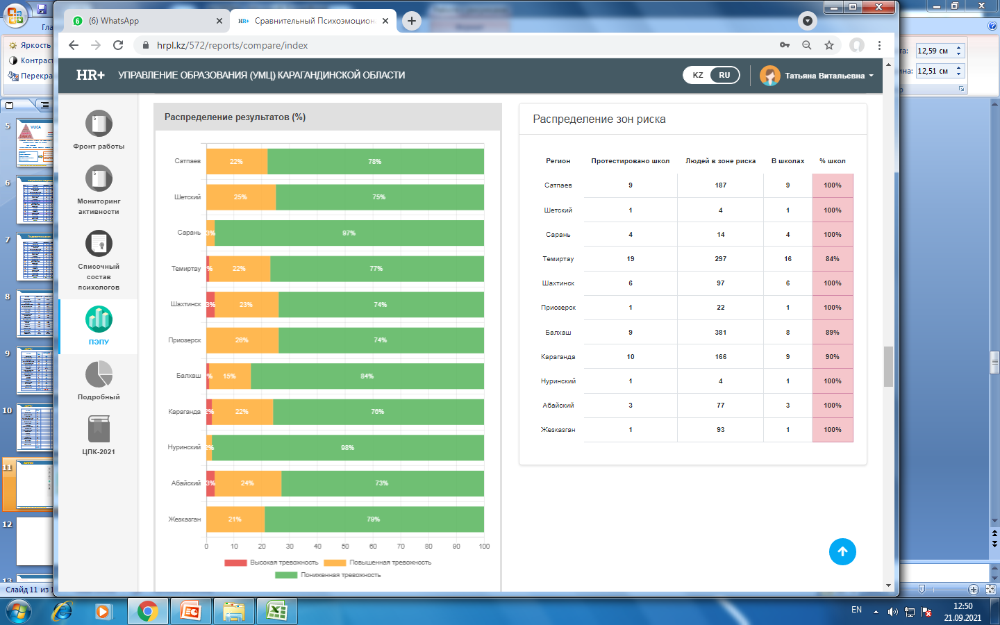 (6) WhatsApp
HR+ Сравнительный Психоэмоцион
hrpl.kz/572/reports/compare/index
Яркость
Контраст
Перекра
12,59 см
12,51 см
HR+ УПРАВЛЕНИЕ ОБРАЗОВАНИЯ (УМЦ) КАРАГАНДИНСКОЙ ОБЛАСТИ
KZ RU
Татьяна Витальевна
Фронт работы
Мониторинг
активности
Списочный
состав
психологов
ПЭПУ
Подробный
ЦПК-2021
5
6
7
8
9
10
11
12
13
VUCA
Распределение результатов (%)
Сатпаев 22% 78%
Шетский 25% 75%
Сарань 3% 97%
Темиртау % 22% 77%
Шахтинск 3% 23% 74%
Приозерск 26% 74%
Балхаш % 15% 84%
Караганда 2% 22% 76%
Нуринский 2% 98%
Абайский 3% 24% 73%
Жезказган 21% 79%
0 10 20 30 40 50 60 70 80 90 100
Высокая тревожность Повышенная тревожность
Пониженная тревожность
Распределение зон риска
Регион Протестировано школ Людей в зоне риска В школах % школ
Сатпаев 9 187 9 100%
Шетский 1 4 1 100%
Сарань 4 14 4 100%
Темиртау 19 297 16 84%
Шахтинск 6 97 6 100%
Приозерск 1 22 1 100%
Балхаш 9 381 8 89%
Караганда 10 166 9 90%
Нуринский 1 4 1 100%
Абайский 3 77 3 100%
Жезказган 1 93 1 100%
Слайд 11 из 1
EN
12:50
21.09.2021